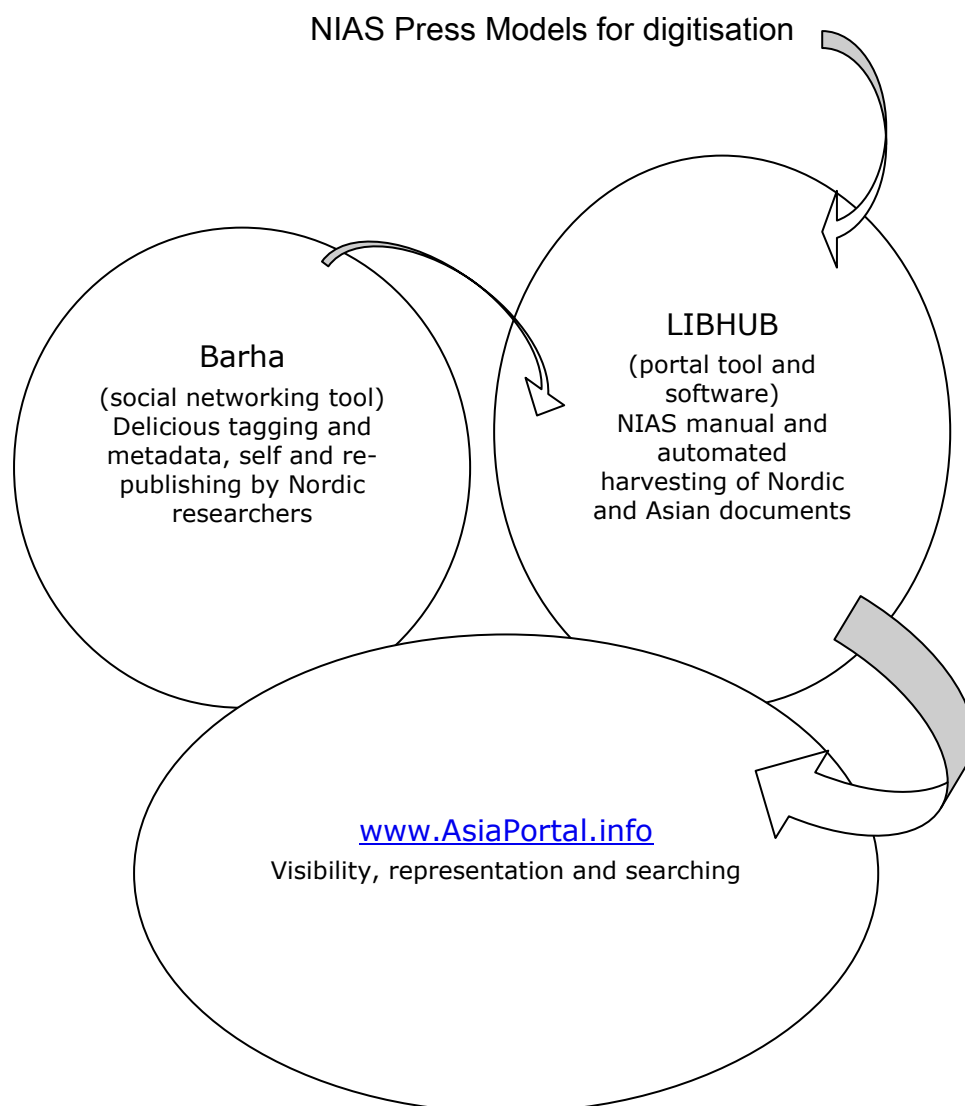 NIAS Press Models for digitisation
Barha
(social networking tool)
Delicious tagging and
metadata, self and re-
publishing by Nordic
researchers
LIBHUB
(portal tool and
software)
NIAS manual and
automated
harvesting of Nordic
and Asian documents
www.AsiaPortal.info
Visibility, representation and searching